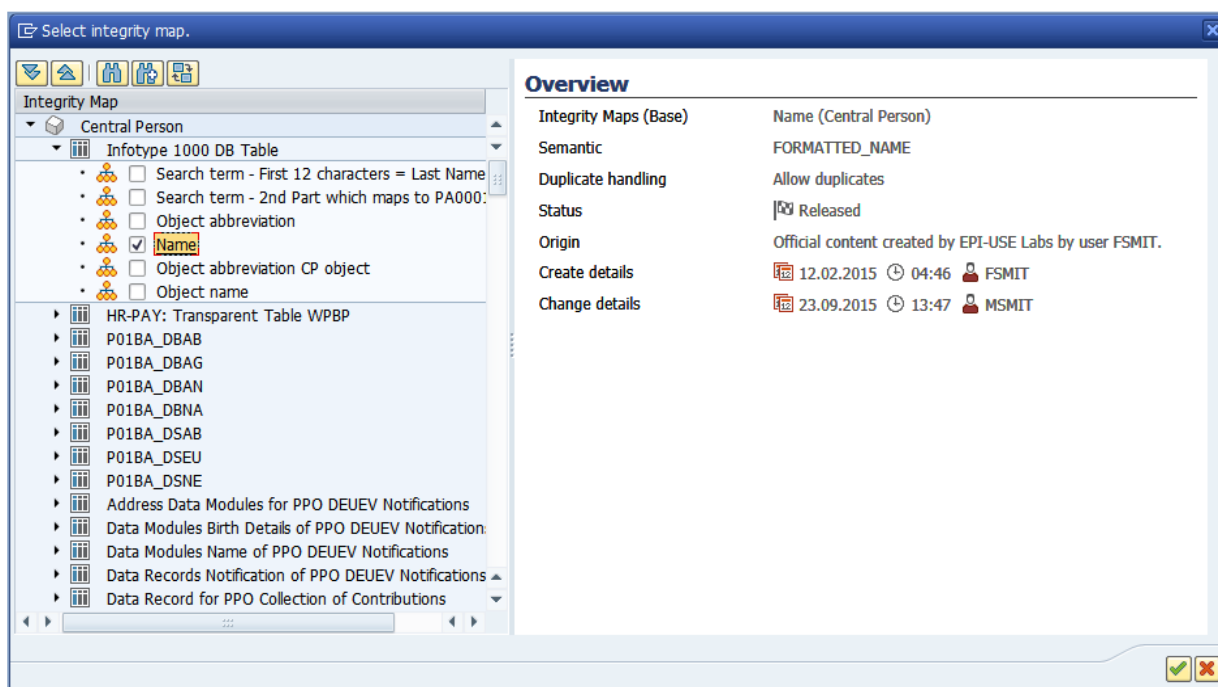 Select integrity map.
Integrity Map
Central Person
Infotype 1000 DB Table
Search term - First 12 characters = Last Name
Search term - 2nd Part which maps to PA0001
Object abbreviation
Name
Object abbreviation CP object
Object name
HR-PAY: Transparent Table WPBP
P01BA_DBAB
P01BA_DBAG
P01BA_DBAN
P01BA_DBNA
P01BA_DSAB
P01BA_DSEU
P01BA_DSNE
Address Data Modules for PPO DEUEV Notifications
Data Modules Birth Details of PPO DEUEV Notification
Data Modules Name of PPO DEUEV Notifications
Data Records Notification of PPO DEUEV Notifications
Data Record for PPO Collection of Contributions
Overview
Integrity Maps (Base) Name (Central Person)
Semantic FORMATTED_NAME
Duplicate handling Allow duplicates
Status Released
Origin Official content created by EPI-USE Labs by user FSMIT.
Create details 12.02.2015 04:46 FSMIT
Change details 23.09.2015 13:47 MSMIT